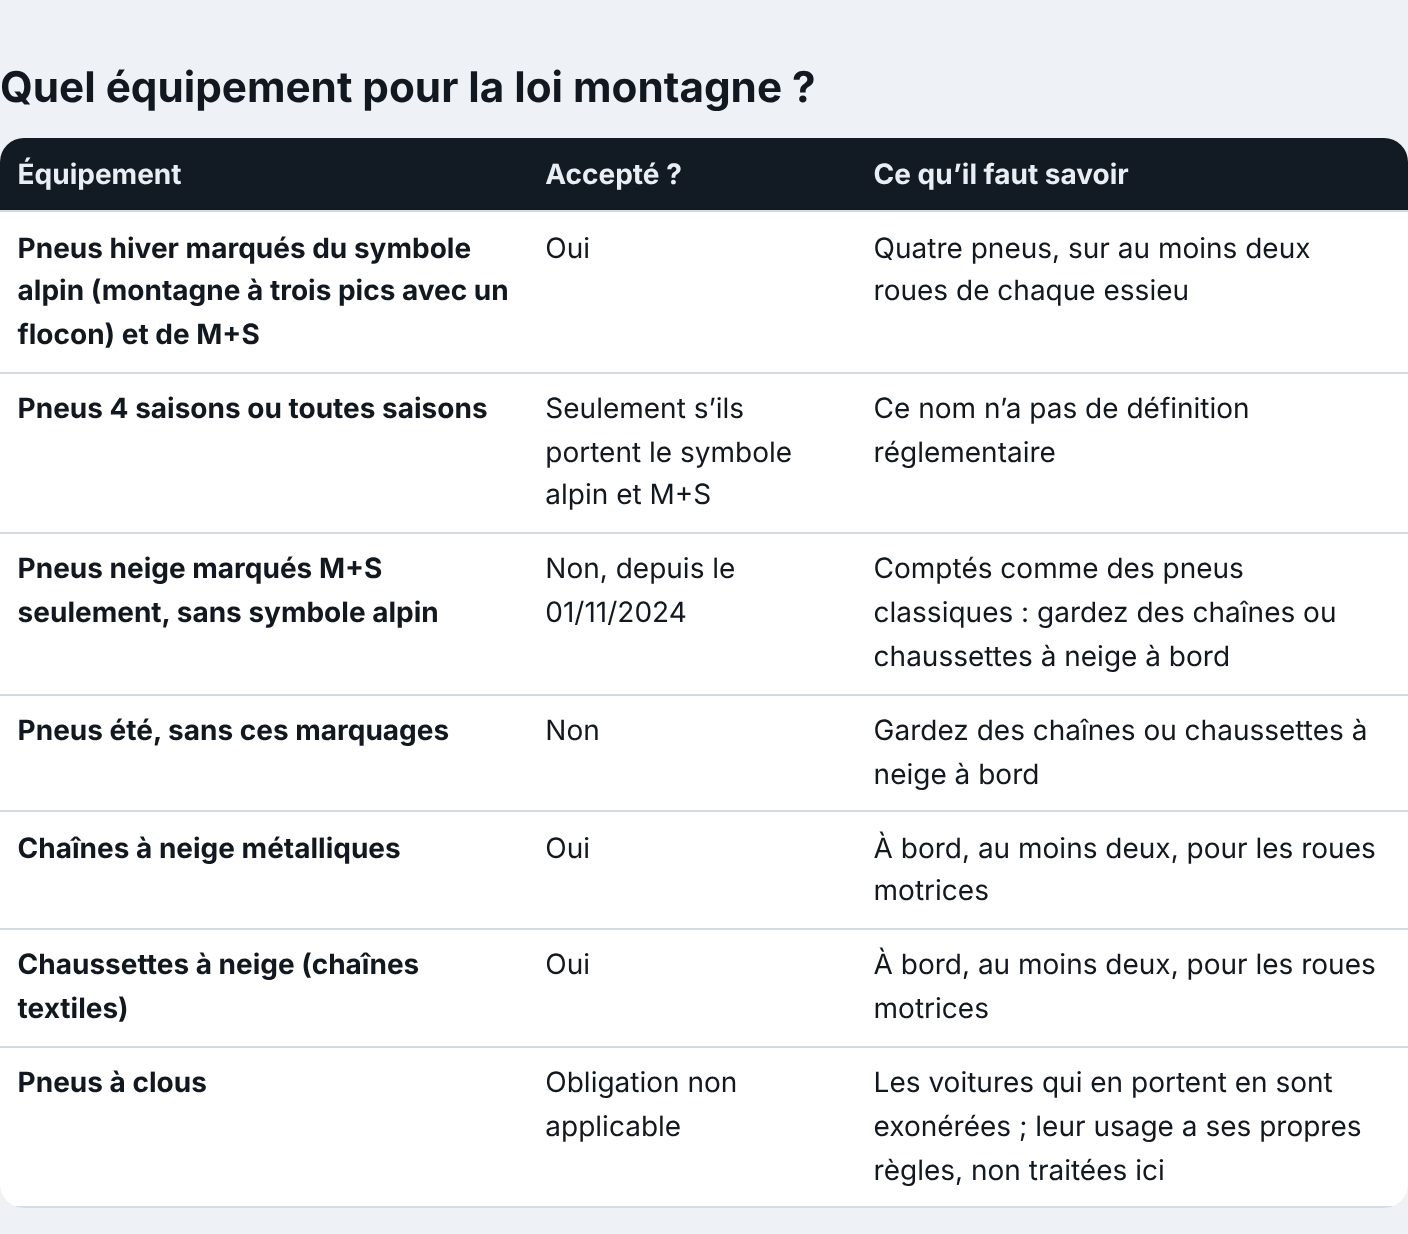 Quel équipement pour la loi montagne ?
Équipement Accepté ? Ce qu’il faut savoir
Pneus hiver marqués du symbole Oui Quatre pneus, sur au moins deux
alpin (montagne à trois pics avec un roues de chaque essieu
flocon) et de M+S
Pneus 4 saisons ou toutes saisons Seulement s’ils Ce nom n’a pas de définition
portent le symbole réglementaire
alpin et M+S
Pneus neige marqués M+S Non, depuis le Comptés comme des pneus
seulement, sans symbole alpin 01/11/2024 classiques : gardez des chaînes ou
chaussettes à neige à bord
Pneus été, sans ces marquages Non Gardez des chaînes ou chaussettes à
neige à bord
Chaînes à neige métalliques Oui À bord, au moins deux, pour les roues
motrices
Chaussettes à neige (chaînes Oui À bord, au moins deux, pour les roues
textiles) motrices
Pneus à clous Obligation non Les voitures qui en portent en sont
applicable exonérées ; leur usage a ses propres
règles, non traitées ici